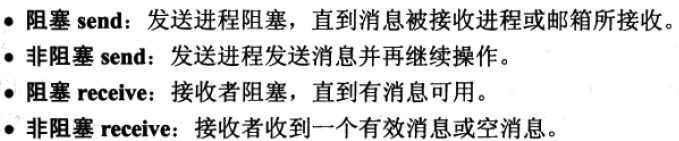 ● 阻塞 send：发送进程阻塞，直到消息被接收进程或邮箱所接收。
● 非阻塞 send：发送进程发送消息并再继续操作。
● 阻塞 receive：接收者阻塞，直到有消息可用。
● 非阻塞 receive：接收者收到一个有效消息或空消息。